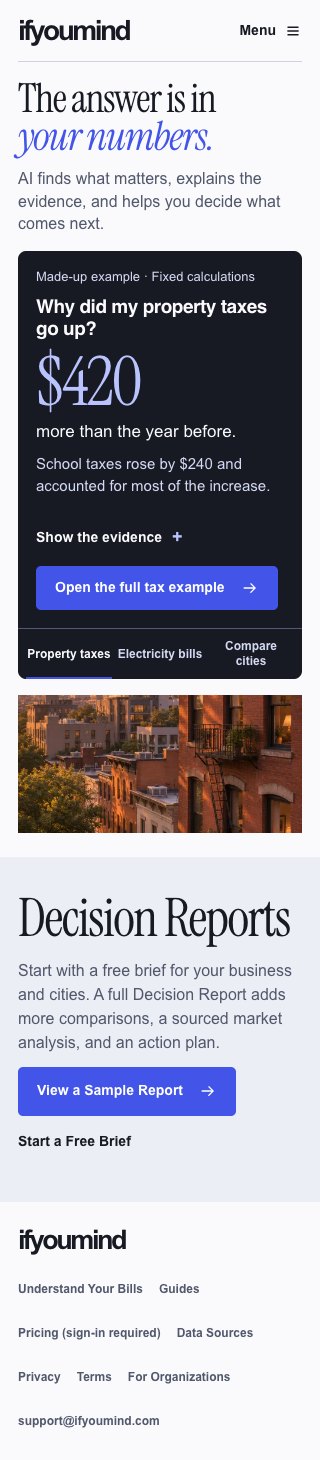 ifyoumind
Menu
The answer is in
your numbers.
AI finds what matters, explains the
evidence, and helps you decide what
comes next.
Made-up example · Fixed calculations
Why did my property taxes
go up?
$420
more than the year before.
School taxes rose by $240 and
accounted for most of the increase.
Show the evidence +
Open the full tax example →
Property taxes
Electricity bills
Compare
cities
Decision Reports
Start with a free brief for your business
and cities. A full Decision Report adds
more comparisons, a sourced market
analysis, and an action plan.
View a Sample Report →
Start a Free Brief
ifyoumind
Understand Your Bills Guides
Pricing (sign-in required) Data Sources
Privacy Terms For Organizations
support@ifyoumind.com